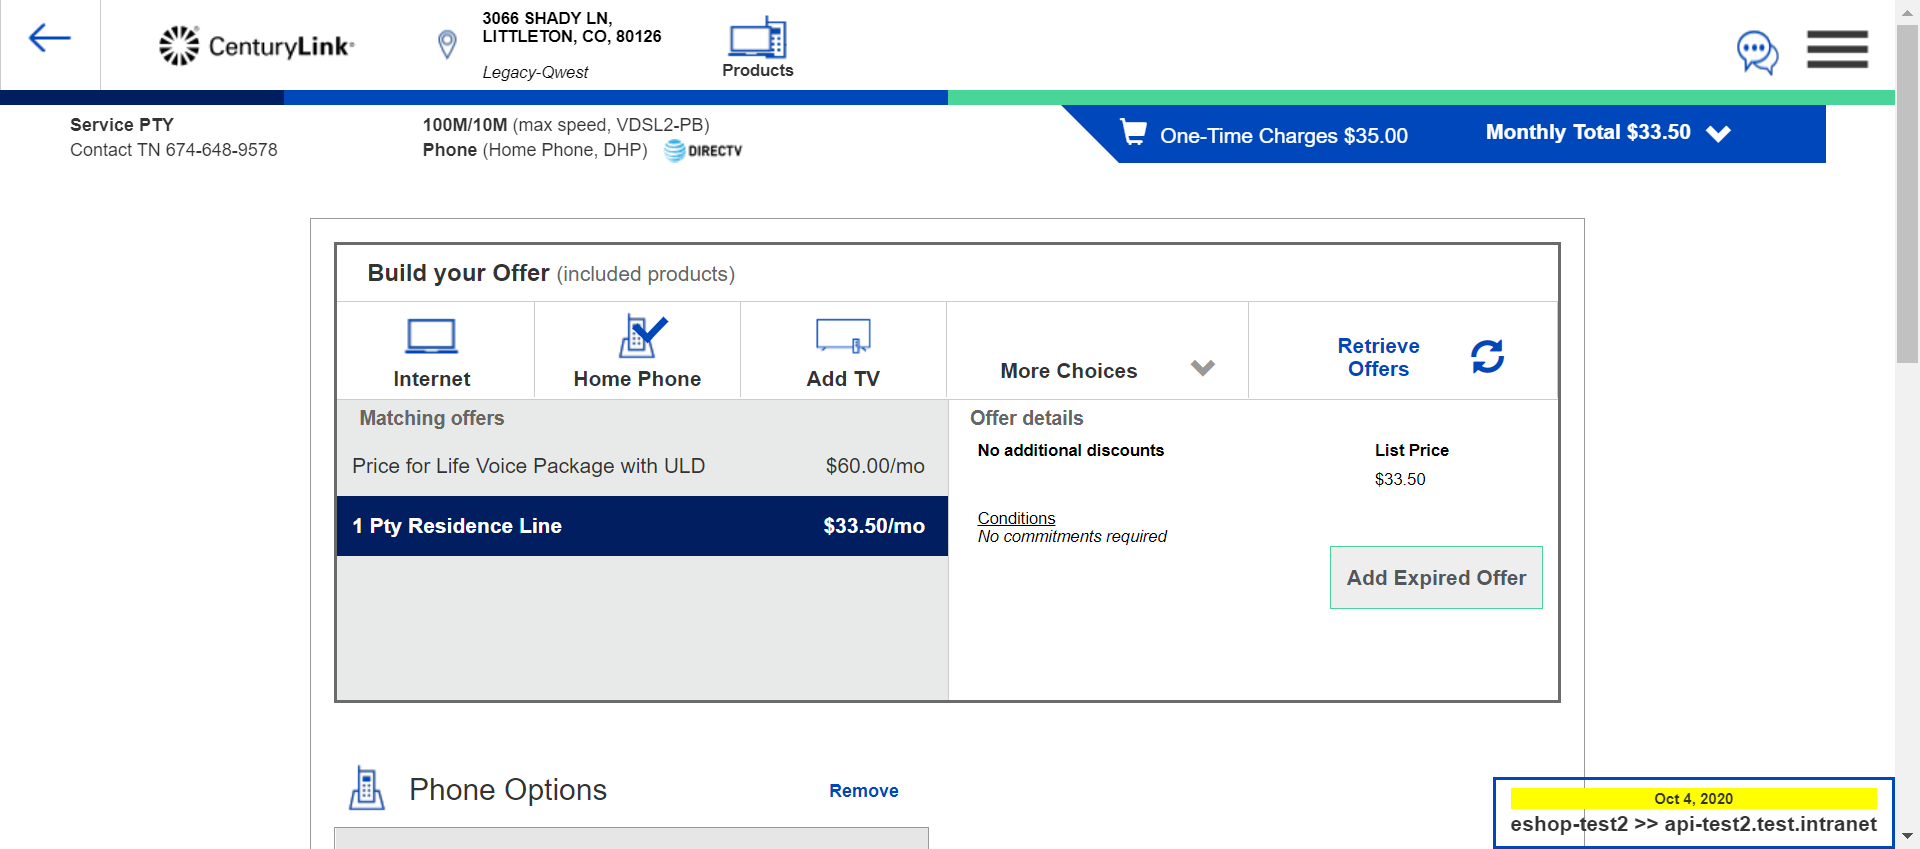 CenturyLink
3066 SHADY LN,
LITTLETON, CO, 80126
Legacy-Qwest
Products
Service PTY
Contact TN 674-648-9578
100M/10M (max speed, VDSL2-PB)
Phone (Home Phone, DHP) AT&T DIRECTV
One-Time Charges $35.00
Monthly Total $33.50
Build your Offer (included products)
Internet
Home Phone
Add TV
More Choices
Retrieve
Offers
Matching offers
Price for Life Voice Package with ULD $60.00/mo
1 Pty Residence Line $33.50/mo
Offer details
No additional discounts
List Price
$33.50
Conditions
No commitments required
Add Expired Offer
Phone Options
Remove
Oct 4, 2020
eshop-test2 >> api-test2.test.intranet